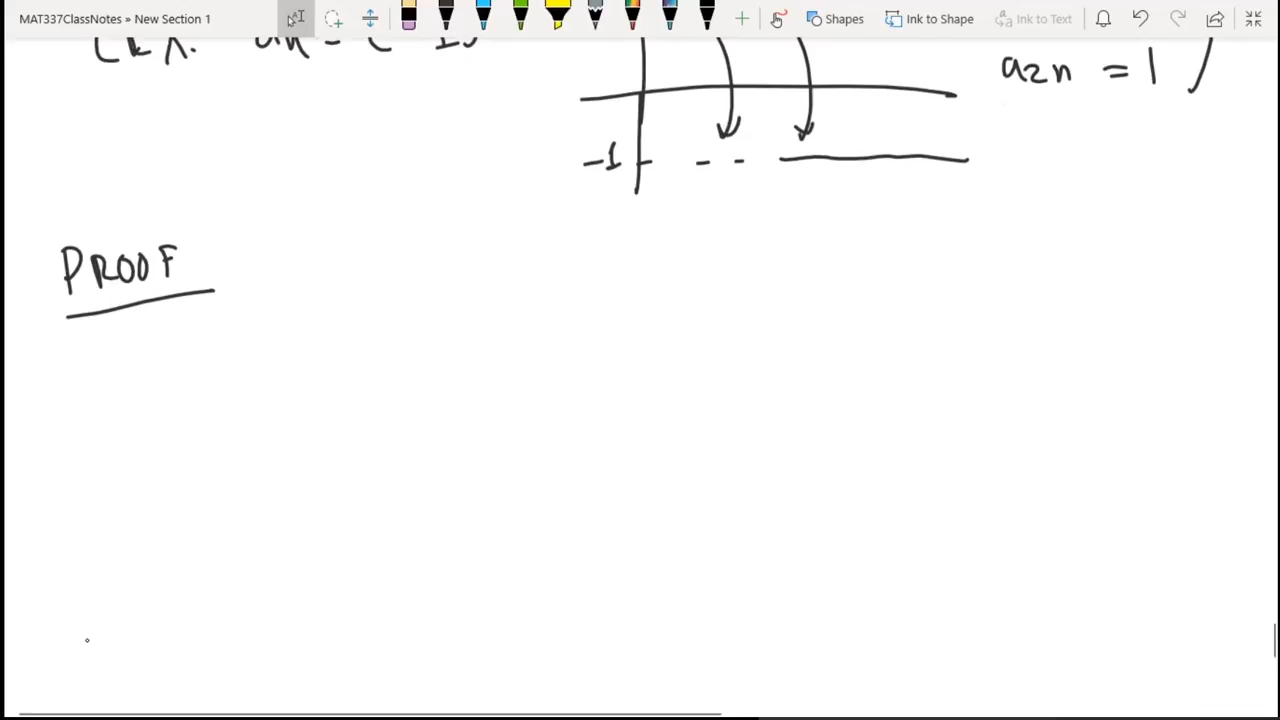 MAT337ClassNotes » New Section 1
Shapes
Ink to Shape
Ink to Text
a2n = 1
-1
PROOF